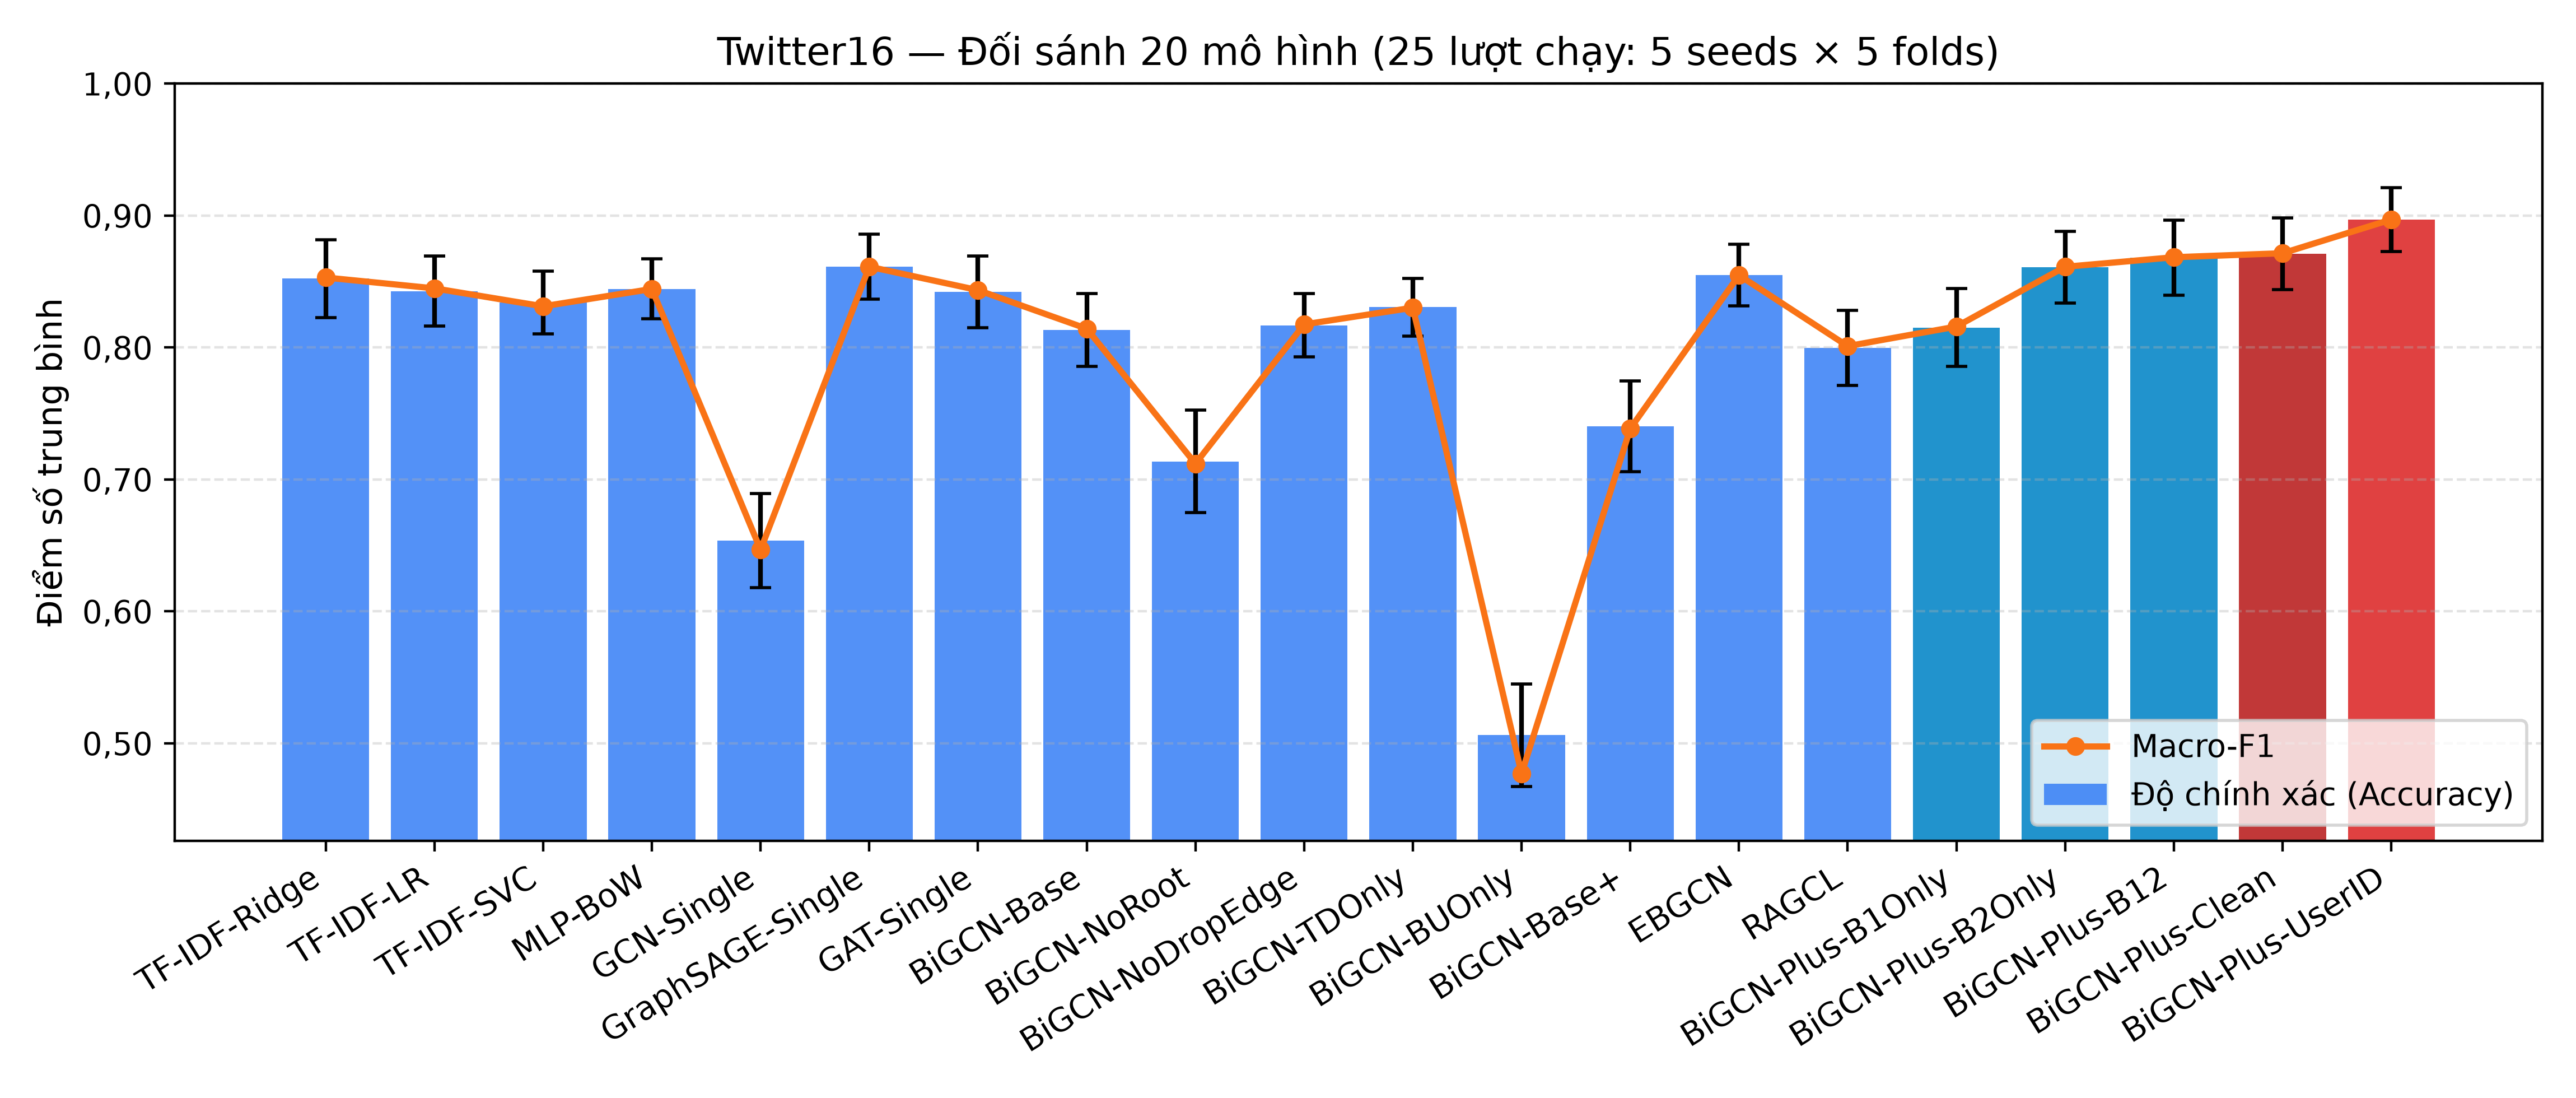 Twitter16 — Đối sánh 20 mô hình (25 lượt chạy: 5 seeds × 5 folds)
Điểm số trung bình
1,00
0,90
0,80
0,70
0,60
0,50
Macro-F1
Độ chính xác (Accuracy)
TF-IDF-Ridge
TF-IDF-LR
TF-IDF-SVC
MLP-BoW
GCN-Single
GraphSAGE-Single
GAT-Single
BiGCN-Base
BiGCN-NoRoot
BiGCN-NoDropEdge
BiGCN-TDOnly
BiGCN-BUOnly
BiGCN-Base+
EBGCN
RAGCL
BiGCN-Plus-B1Only
BiGCN-Plus-B2Only
BiGCN-Plus-B12
BiGCN-Plus-Clean
BiGCN-Plus-UserID